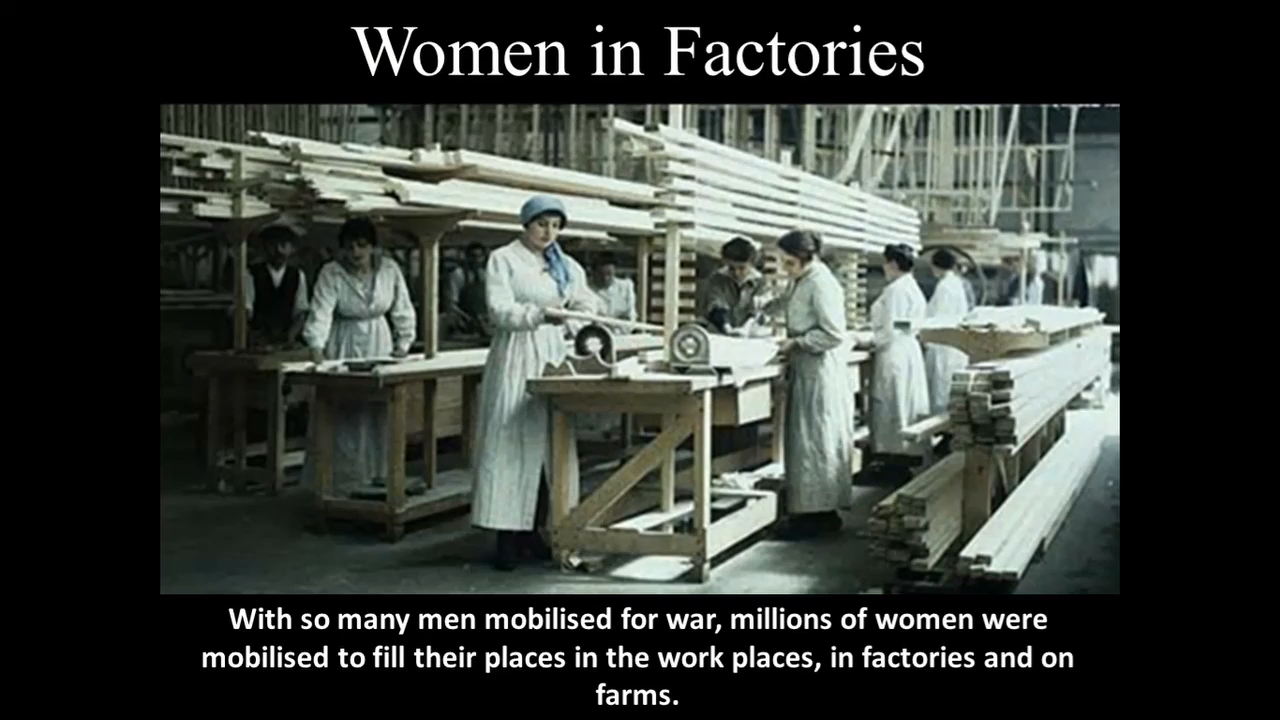 Women in Factories
With so many men mobilised for war, millions of women were
mobilised to fill their places in the work places, in factories and on
farms.